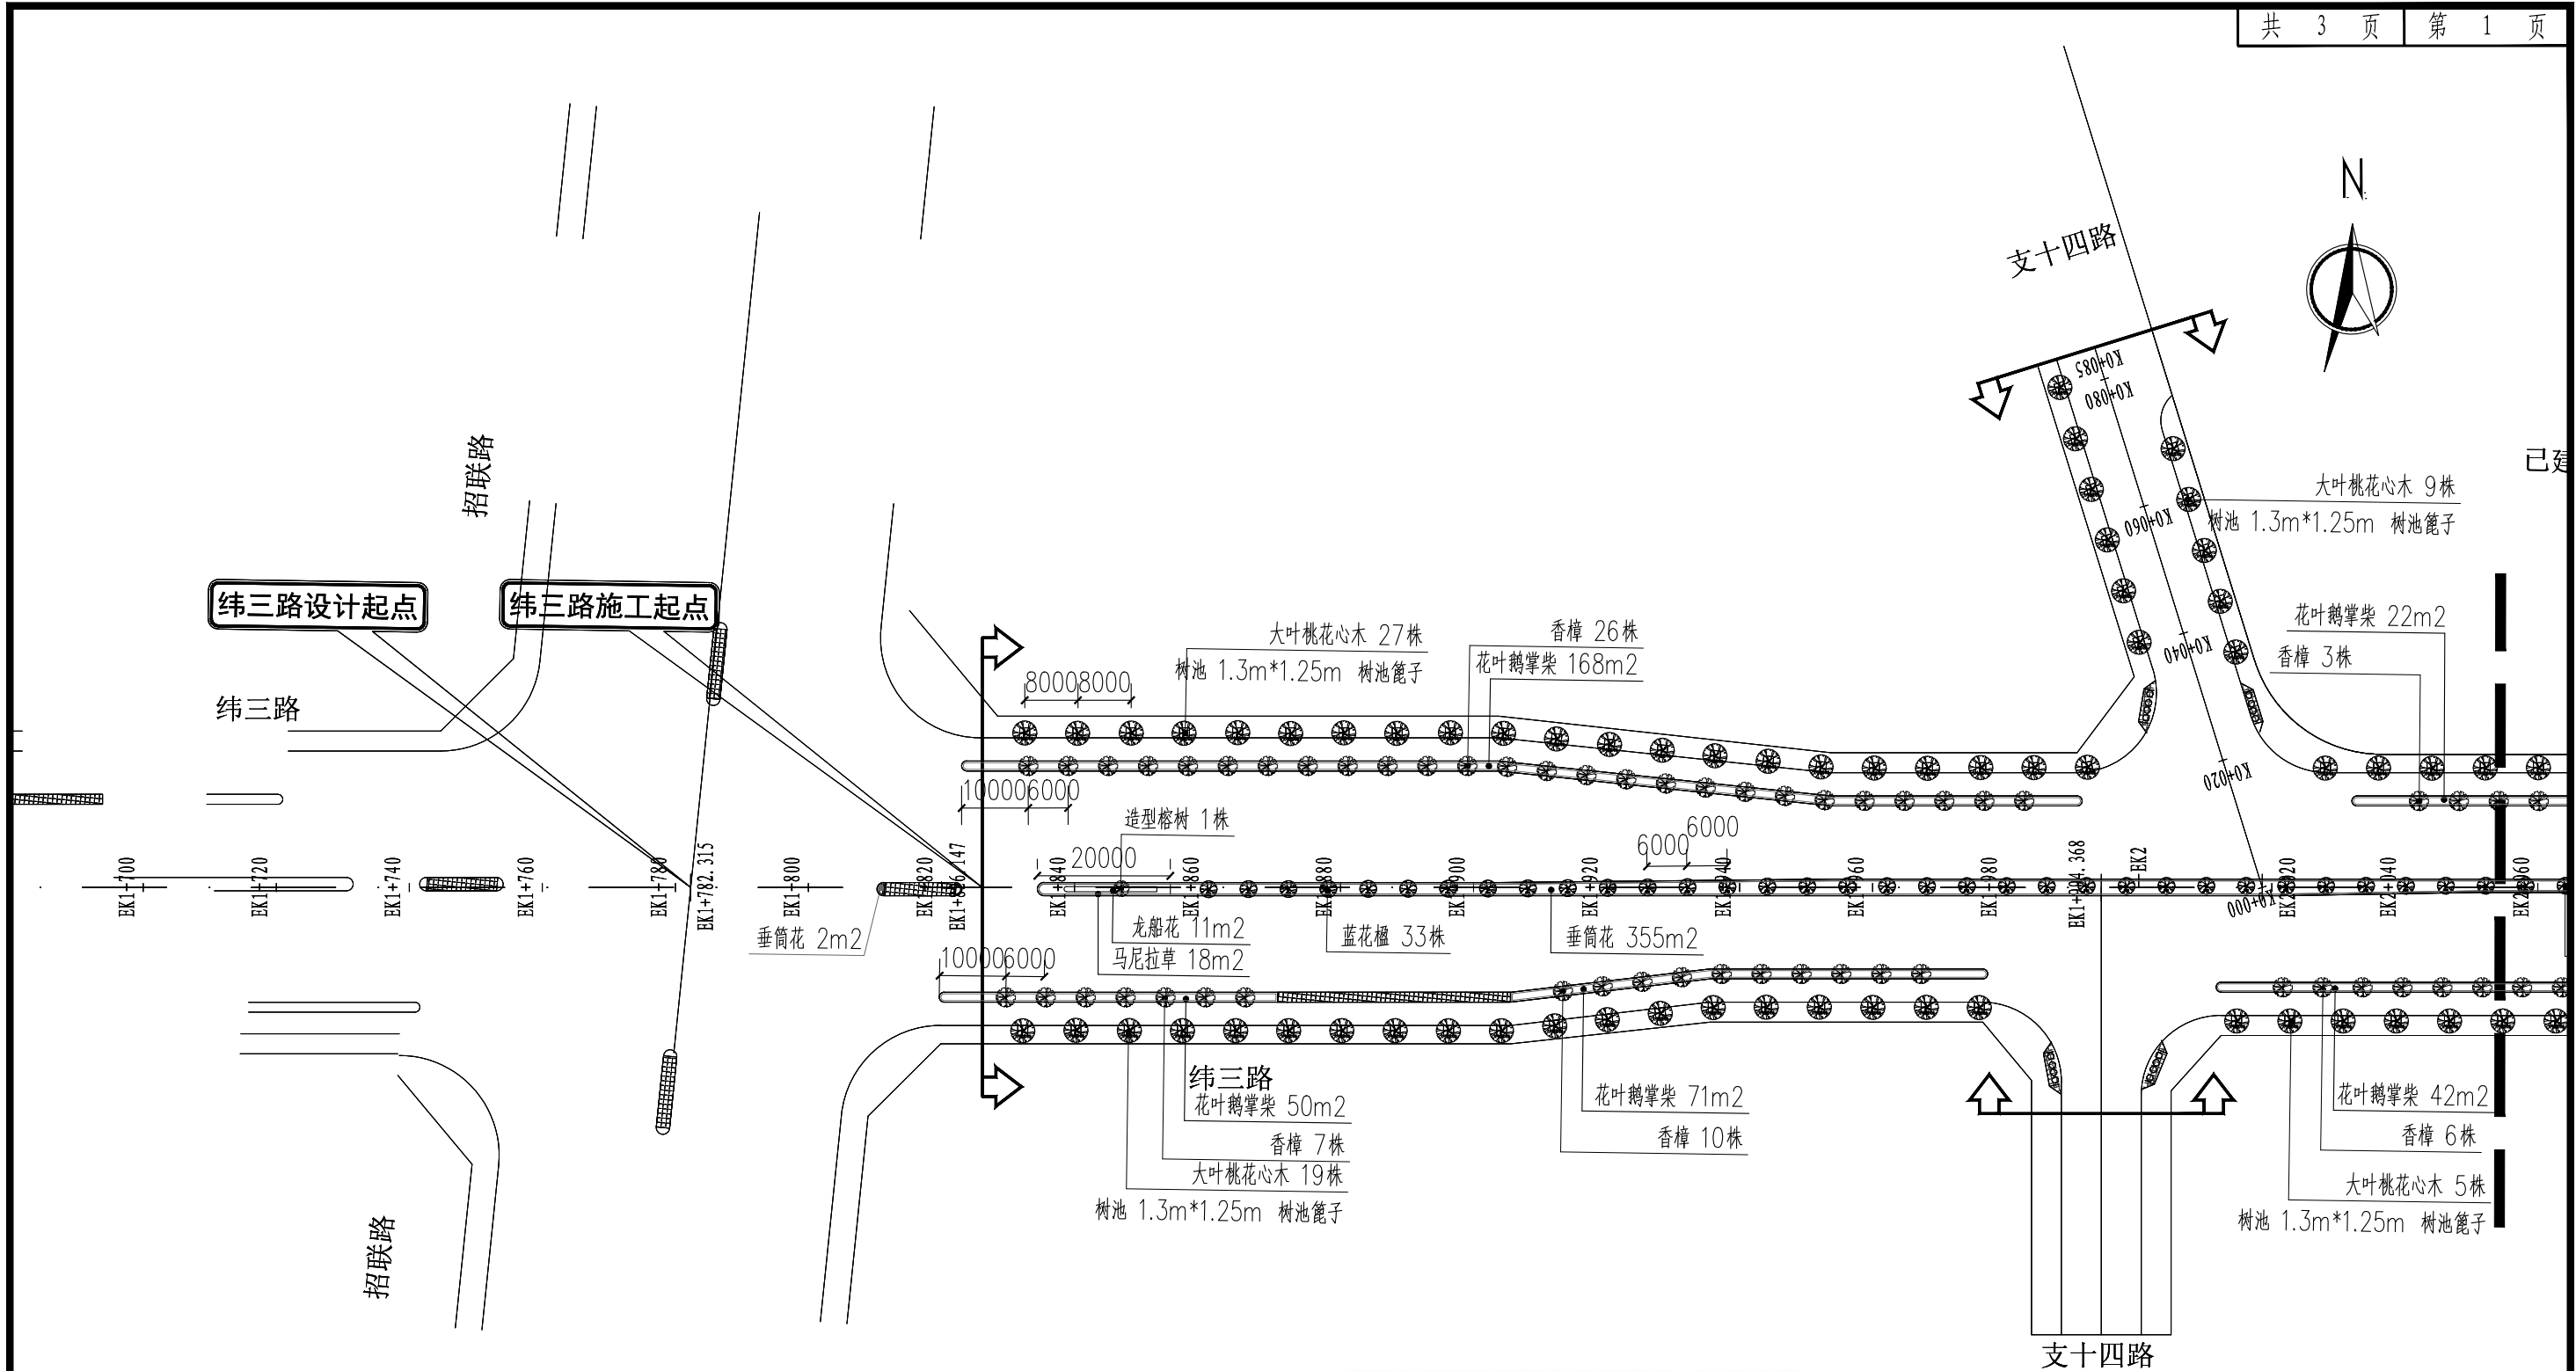 共 3 页 第 1 页
N
支十四路
K0+085
K0+080
已建
招联路
大叶桃花心木 9株
K0+060
树池 1.3m*1.25m 树池篦子
纬三路设计起点
纬三路施工起点
花叶鹅掌柴 22m2
大叶桃花心木 27株
香樟 26株
K0+040
香樟 3株
树池 1.3m*1.25m 树池篦子
花叶鹅掌柴 168m2
8000 8000
纬三路
K0+020
10000 6000
造型榕树 1株
6000
6000
20000
EK1+700
EK1+720
EK1+740
EK1+760
EK1+780
EK1+782.315
EK1+800
EK1+820
EK1+826.147
EK1+840
EK1+860
EK1+880
EK1+900
EK1+920
EK1+940
EK1+960
EK1+980
EK1+994.368
EK2
K0+000
EK2+020
EK2+040
EK2+060
垂筒花 2m2
龙船花 11m2
蓝花楹 33株
垂筒花 355m2
马尼拉草 18m2
10000 6000
纬三路
花叶鹅掌柴 50m2
花叶鹅掌柴 71m2
花叶鹅掌柴 42m2
香樟 7株
香樟 10株
香樟 6株
大叶桃花心木 19株
大叶桃花心木 5株
树池 1.3m*1.25m 树池篦子
树池 1.3m*1.25m 树池篦子
招联路
支十四路